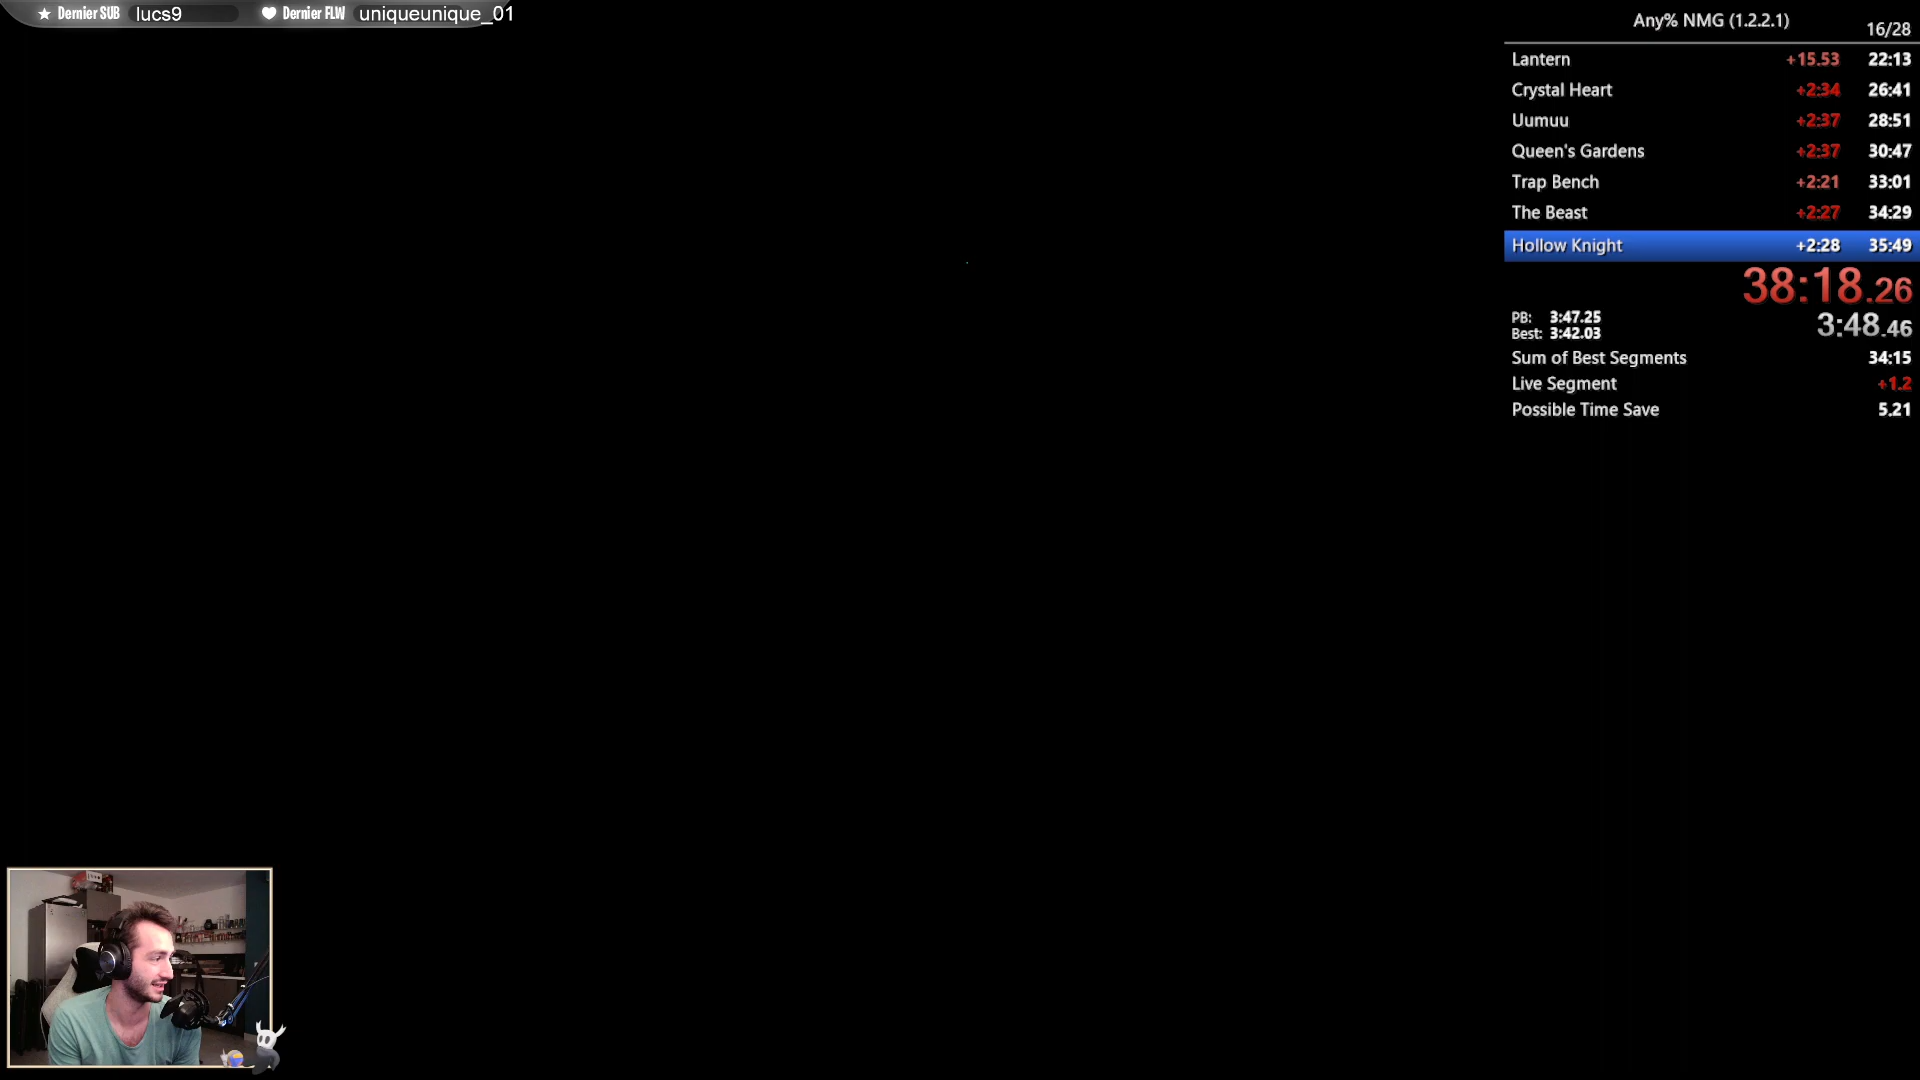 Dernier SUB lucs9 Dernier FLW uniqueunique_01
Any% NMG (1.2.2.1)
16/28
Lantern +15.53 22:13
Crystal Heart +2:34 26:41
Uumuu +2:37 28:51
Queen's Gardens +2:37 30:47
Trap Bench +2:21 33:01
The Beast +2:27 34:29
Hollow Knight +2:28 35:49
38:18.26
PB: 3:47.25
3:48.46
Best: 3:42.03
Sum of Best Segments 34:15
Live Segment +1.2
Possible Time Save 5.21